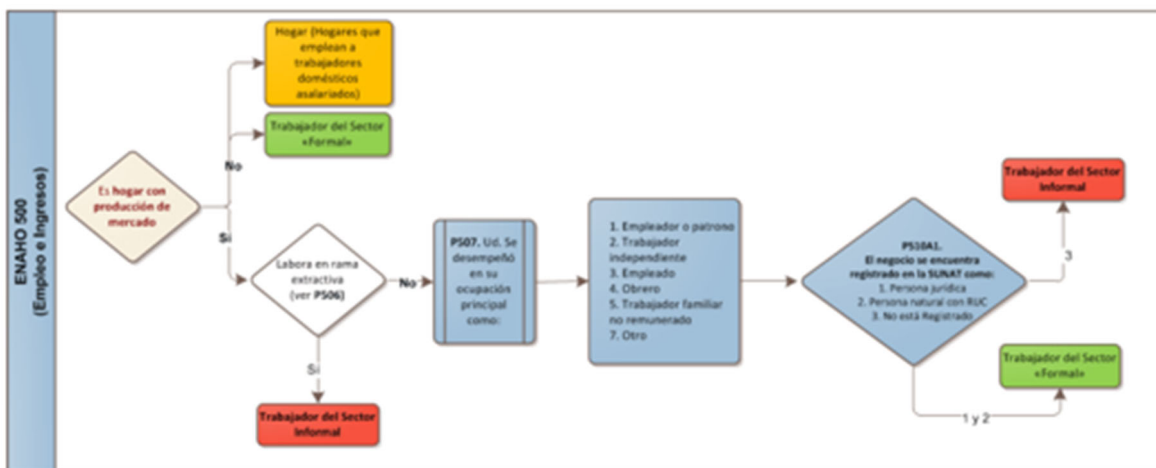 ENAHO 500
(Empleo e Ingresos)
Es hogar con
producción de
mercado
No
Hogar (Hogares que
emplean a
trabajadores
domésticos
asalariados)
Trabajador del Sector
«Formal»
Si
Labora en rama
extractiva
(ver P506)
Si
Trabajador del Sector
Informal
No
P507. Ud. Se
desempeñó
en su
ocupación
principal
como:
1. Empleador o patrono
2. Trabajador
independiente
3. Empleado
4. Obrero
5. Trabajador familiar
no remunerado
7. Otro
P510A1.
El negocio se encuentra
registrado en la SUNAT como:
1. Persona jurídica
2. Persona natural con RUC
3. No está Registrado
3
Trabajador del Sector
Informal
1 y 2
Trabajador del Sector
«Formal»